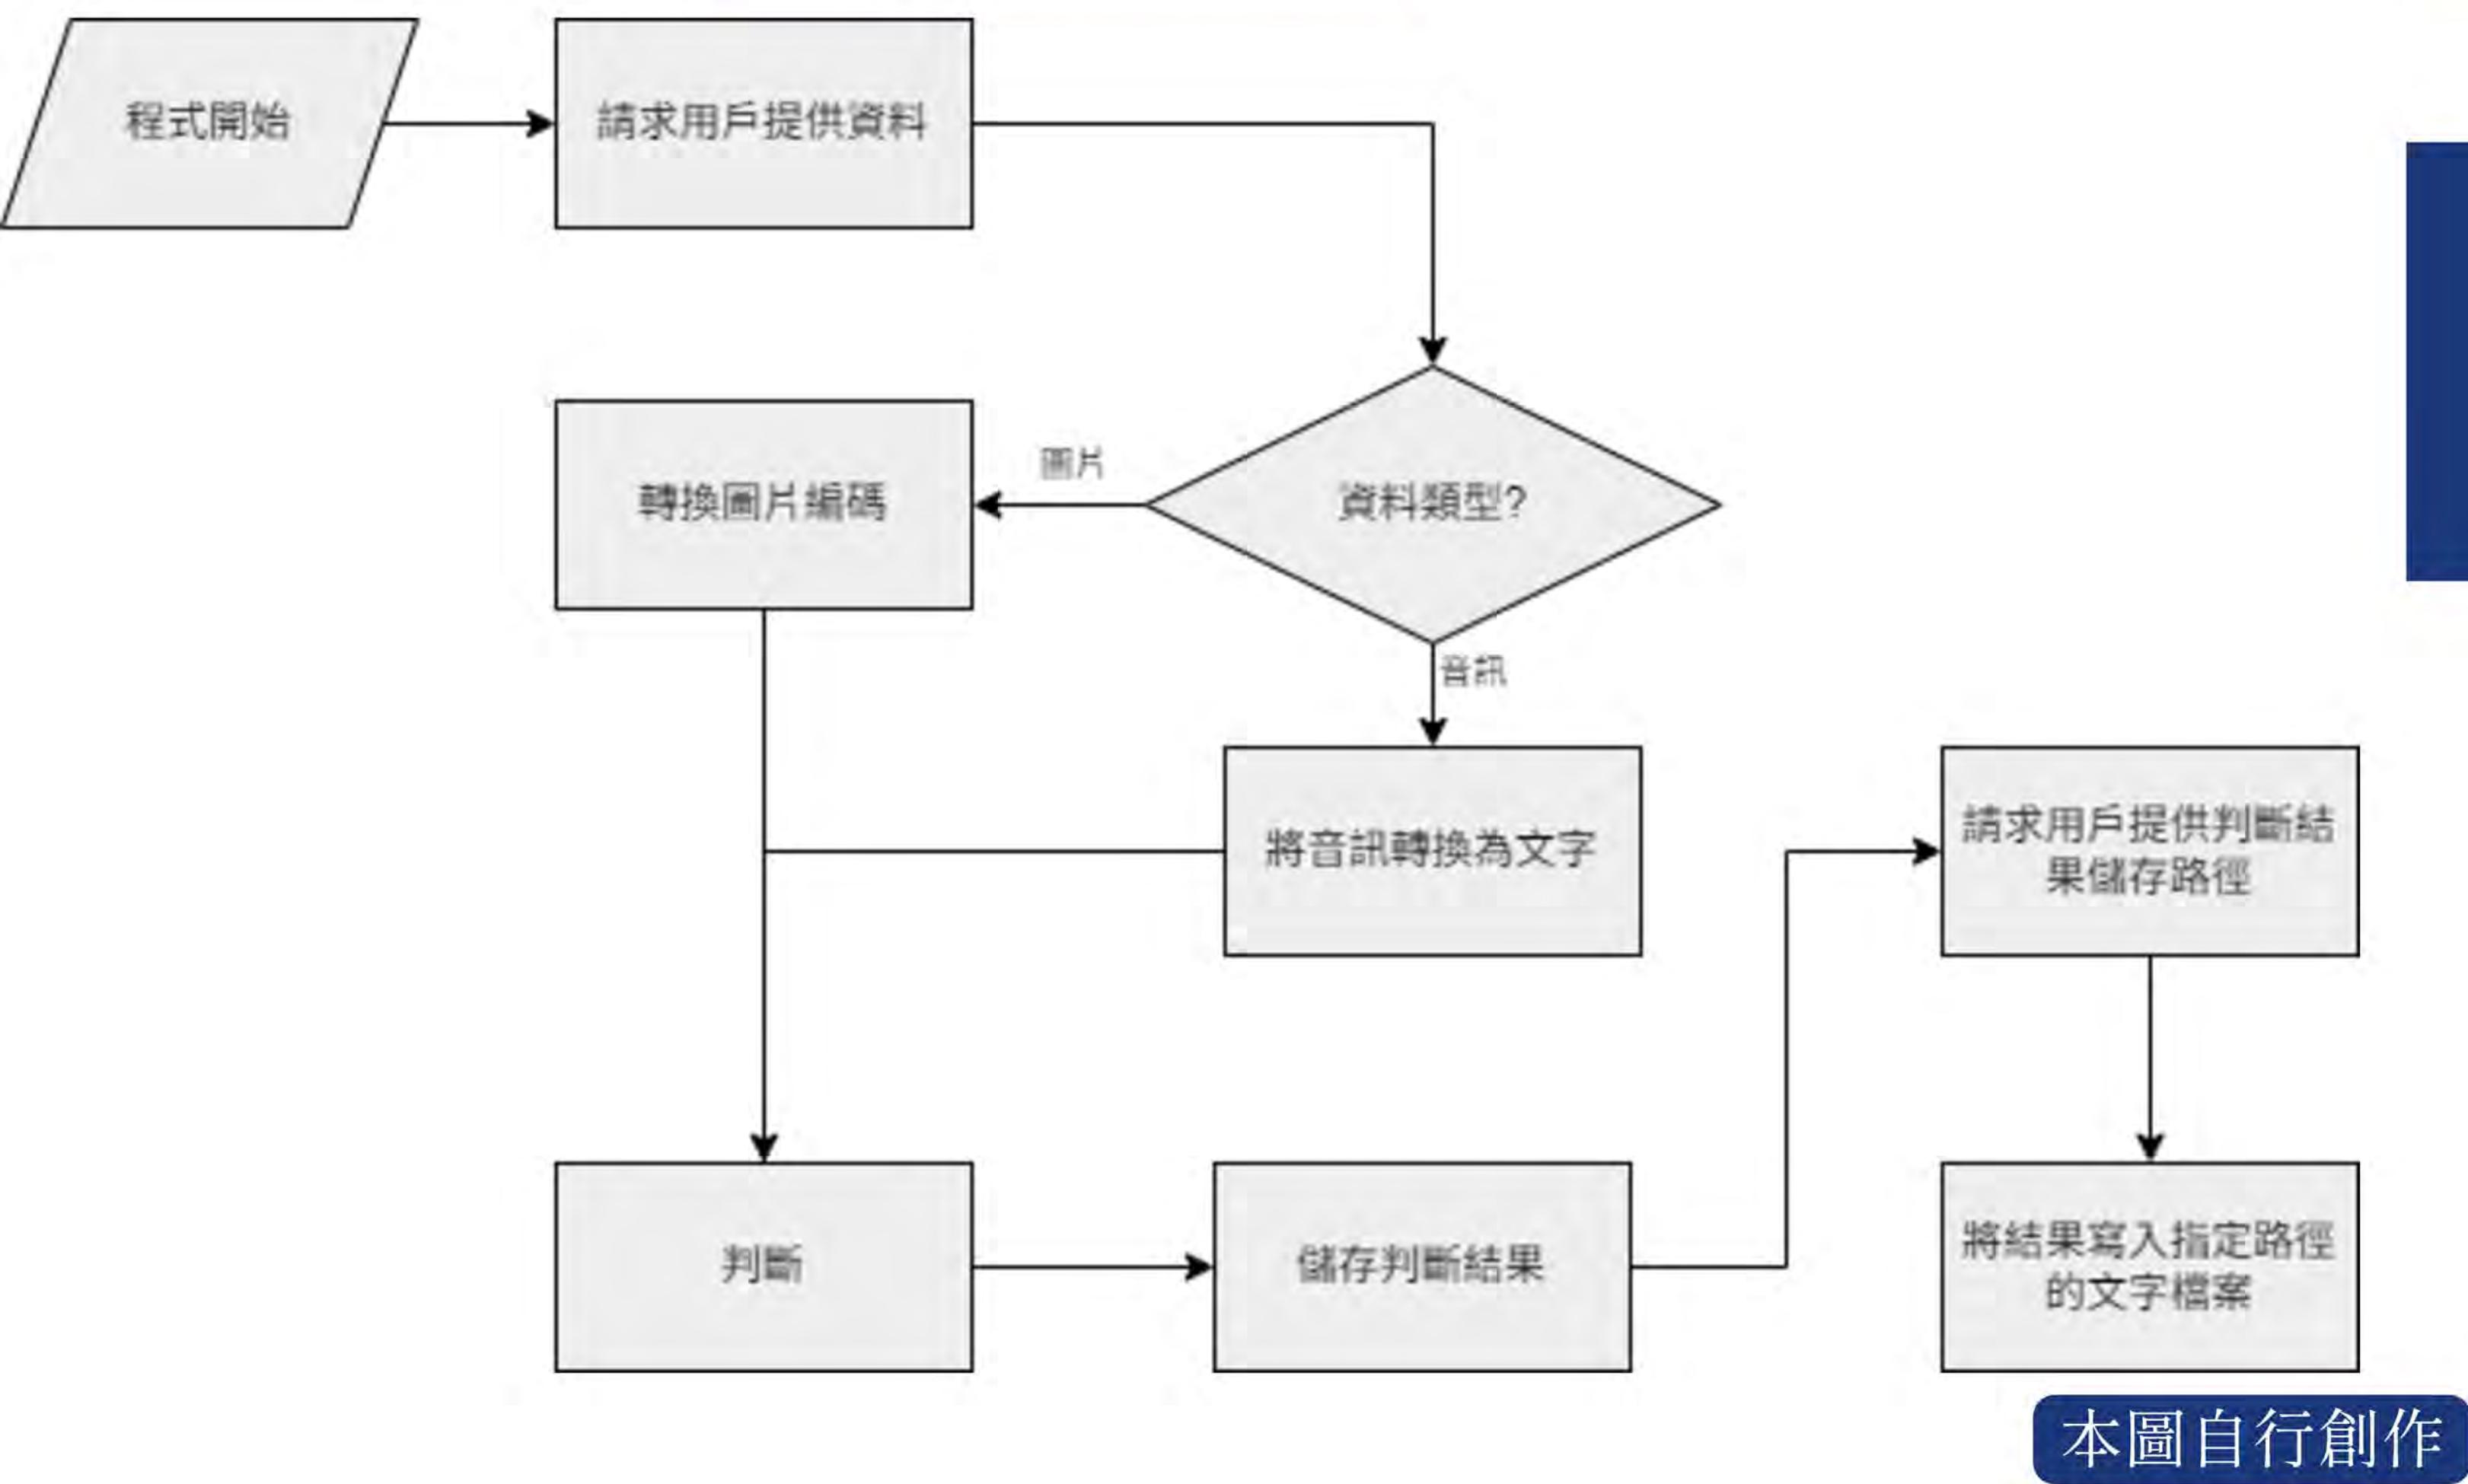 程式開始
請求用戶提供資料
資料類型?
圖片
轉換圖片編碼
音訊
將音訊轉換為文字
判斷
儲存判斷結果
請求用戶提供判斷結
果儲存路徑
將結果寫入指定路徑
的文字檔案
本圖自行創作